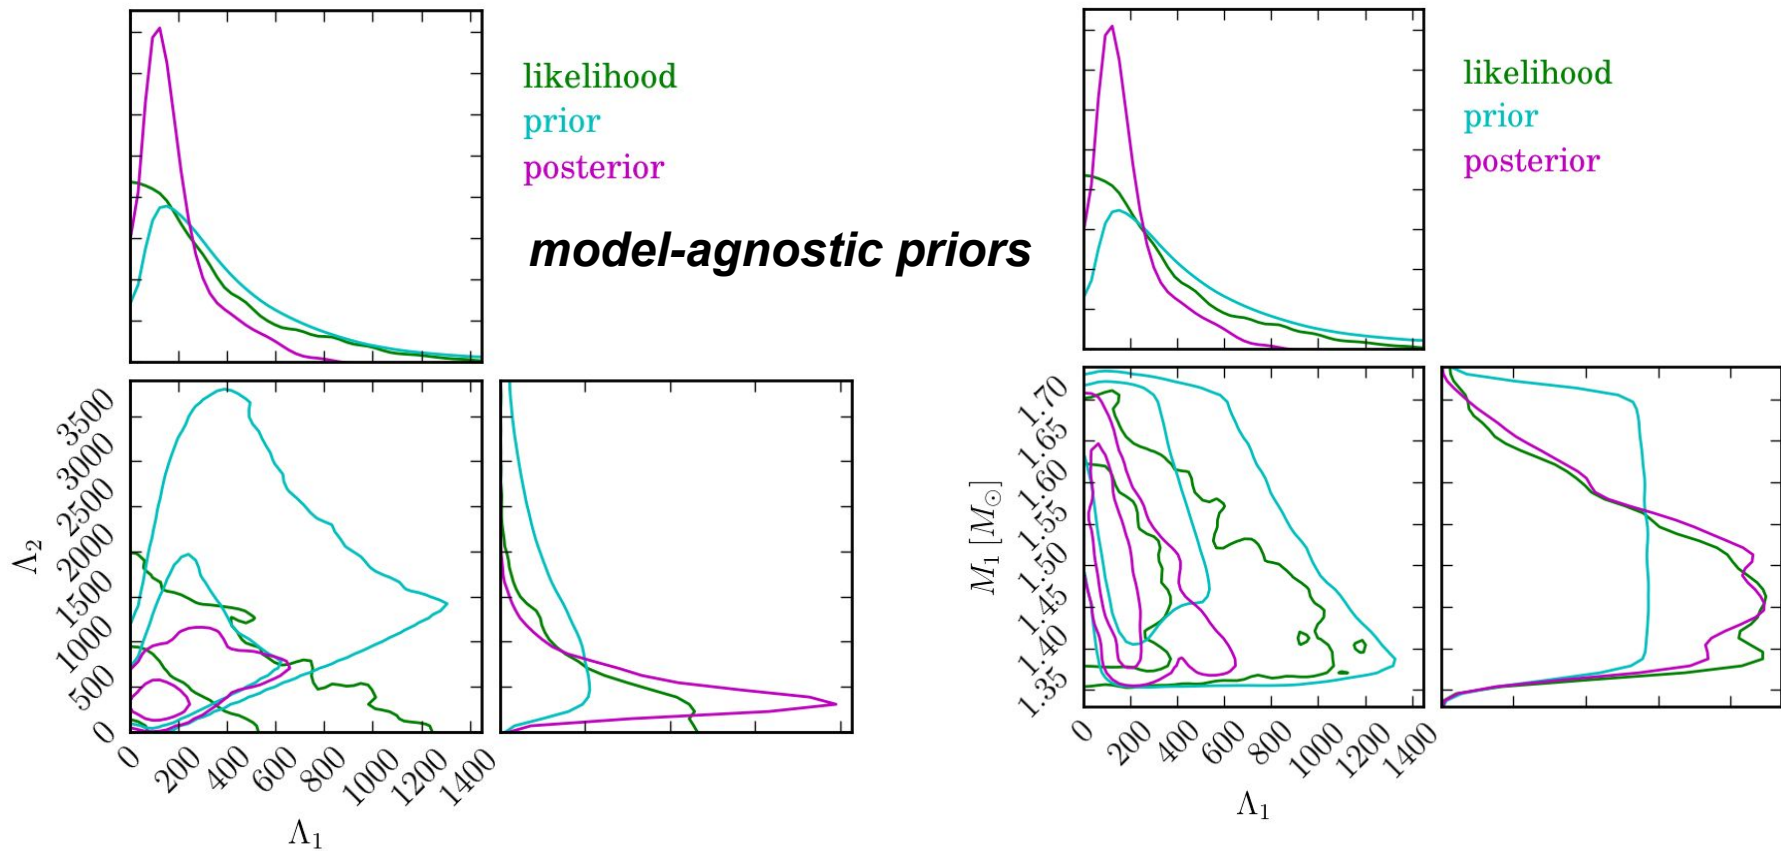 likelihood
prior
posterior
model-agnostic priors
3500
3000
2500
2000
1500
1000
500
0
Λ₂
0 200 400 600 800 1000 1200 1400
Λ₁
likelihood
prior
posterior
1.70
1.65
1.60
1.55
1.50
1.45
1.40
1.35
M₁ [M⊙]
0 200 400 600 800 1000 1200 1400
Λ₁